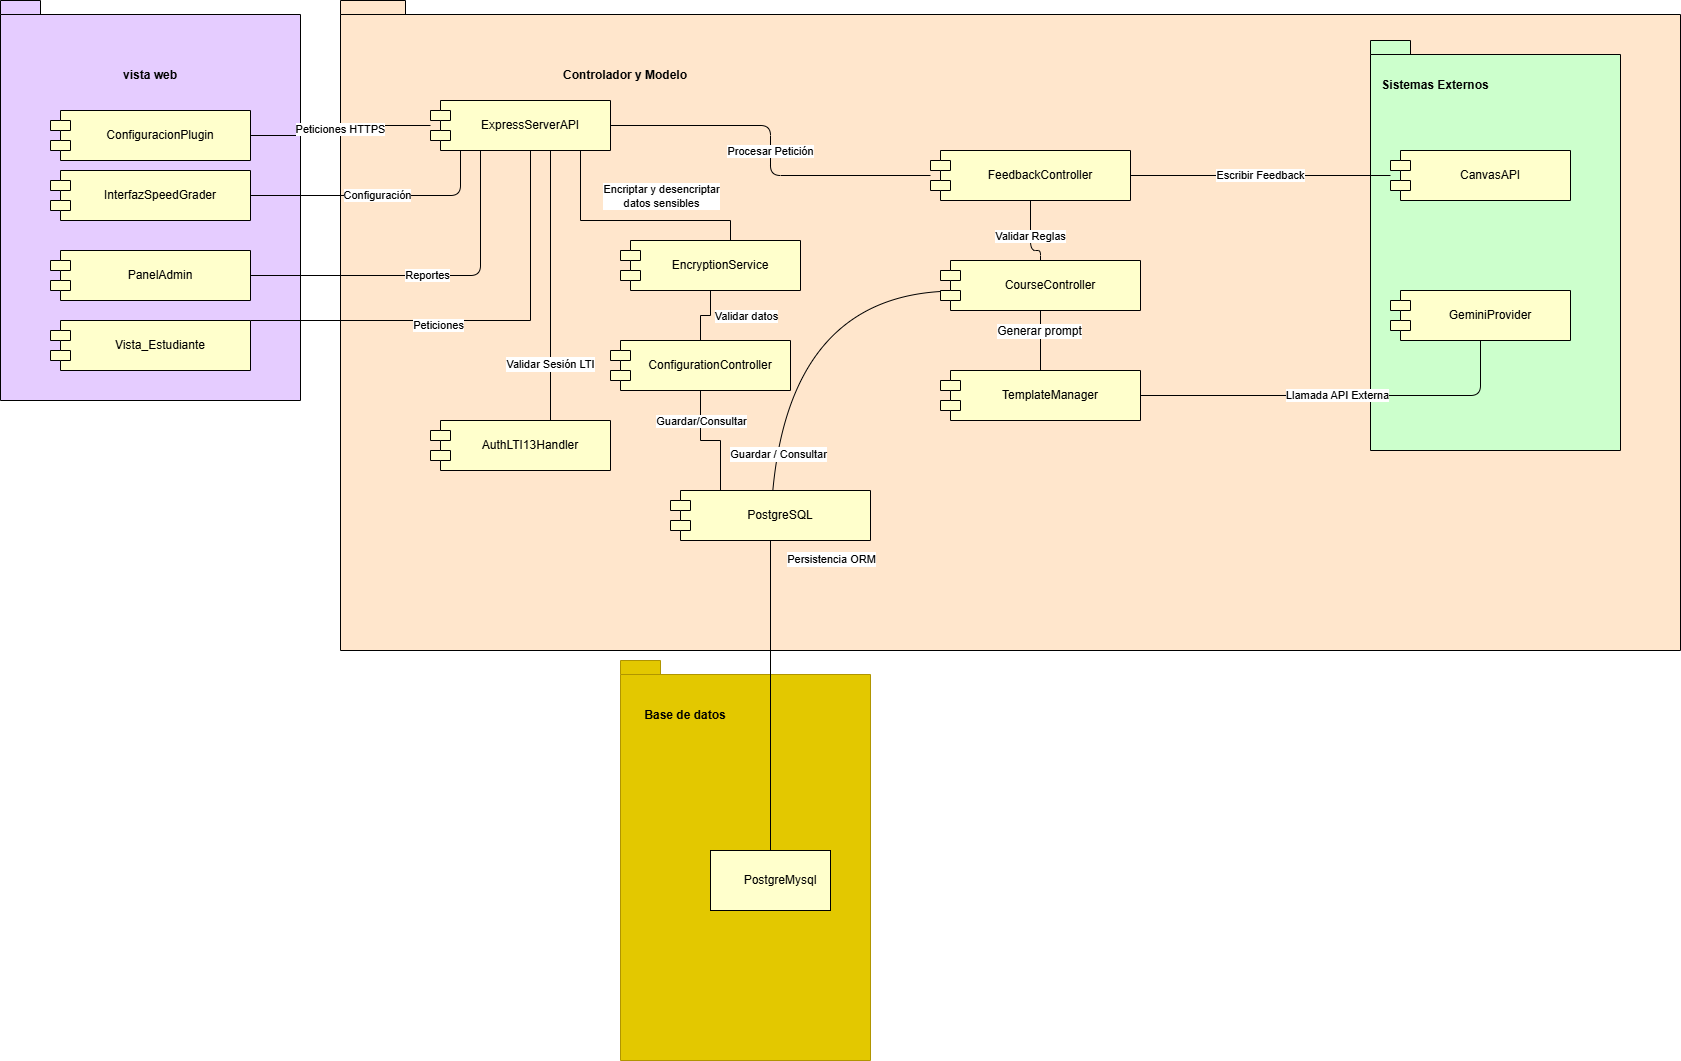 vista web
ConfiguracionPlugin
InterfazSpeedGrader
PanelAdmin
Vista_Estudiante
Peticiones HTTPS
Configuración
Reportes
Peticiones
Controlador y Modelo
ExpressServerAPI
Procesar Petición
Encriptar y desencriptar
datos sensibles
EncryptionService
Validar datos
Validar Sesión LTI
ConfigurationController
Guardar/Consultar
AuthLTI13Handler
Guardar / Consultar
PostgreSQL
Persistencia ORM
FeedbackController
Escribir Feedback
Validar Reglas
CourseController
Generar prompt
TemplateManager
Llamada API Externa
Sistemas Externos
CanvasAPI
GeminiProvider
Base de datos
PostgreMysql